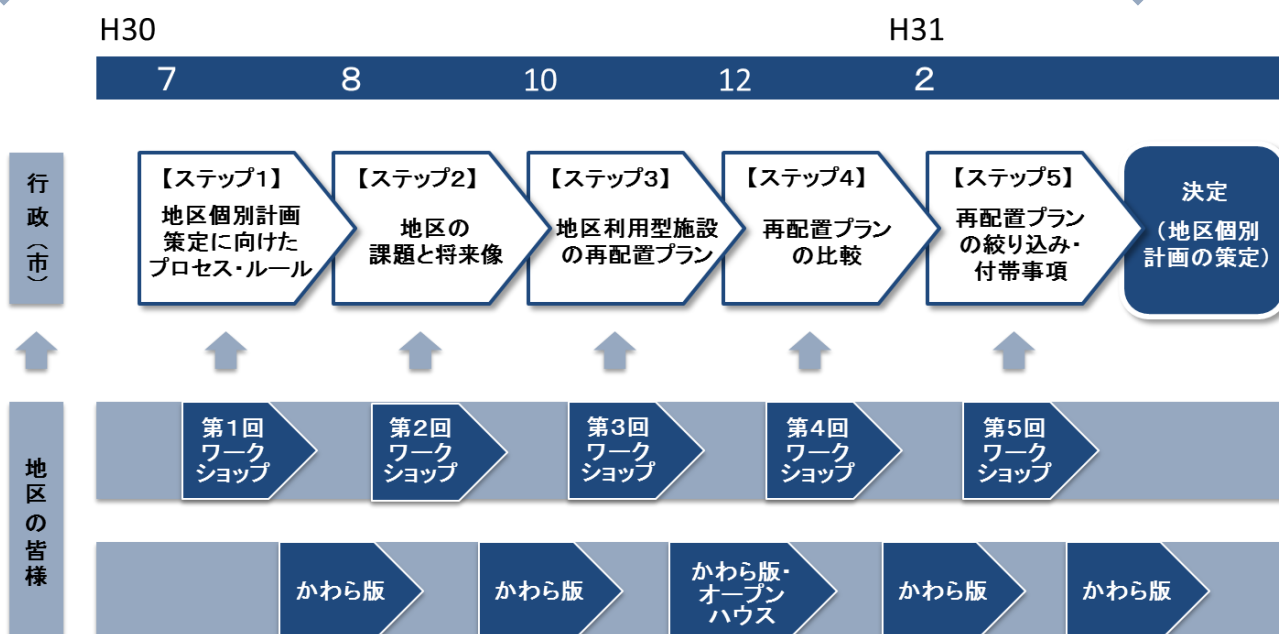 H30
H31
7
8
10
12
2
行政(市)
【ステップ1】
地区個別計画
策定に向けた
プロセス・ルール
【ステップ2】
地区の
課題と将来像
【ステップ3】
地区利用型施設
の再配置プラン
【ステップ4】
再配置プラン
の比較
【ステップ5】
再配置プラン
の絞り込み・
付帯事項
決定
(地区個別
計画の策定)
地区の皆様
第1回
ワーク
ショップ
第2回
ワーク
ショップ
第3回
ワーク
ショップ
第4回
ワーク
ショップ
第5回
ワーク
ショップ
かわら版
かわら版
かわら版・
オープン
ハウス
かわら版
かわら版